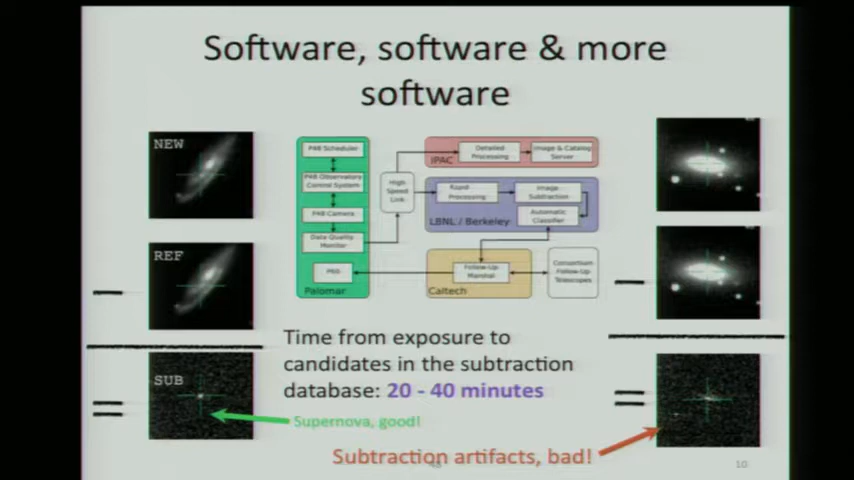 Software, software & more
software
NEW
REF
SUB
P48 Scheduler
P48 Observatory
Control System
P48 Camera
Data Quality
Monitor
P60
Palomar
High
Speed
Link
IPAC
Detailed
Processing
Image & Catalog
Server
Rapid
Processing
Image
Subtraction
Automatic
Classifier
LBNL / Berkeley
Follow-Up
Marshal
Caltech
Consortium
Follow-Up
Telescopes
Time from exposure to
candidates in the subtraction
database: 20 - 40 minutes
Supernova, good!
Subtraction artifacts, bad!
10